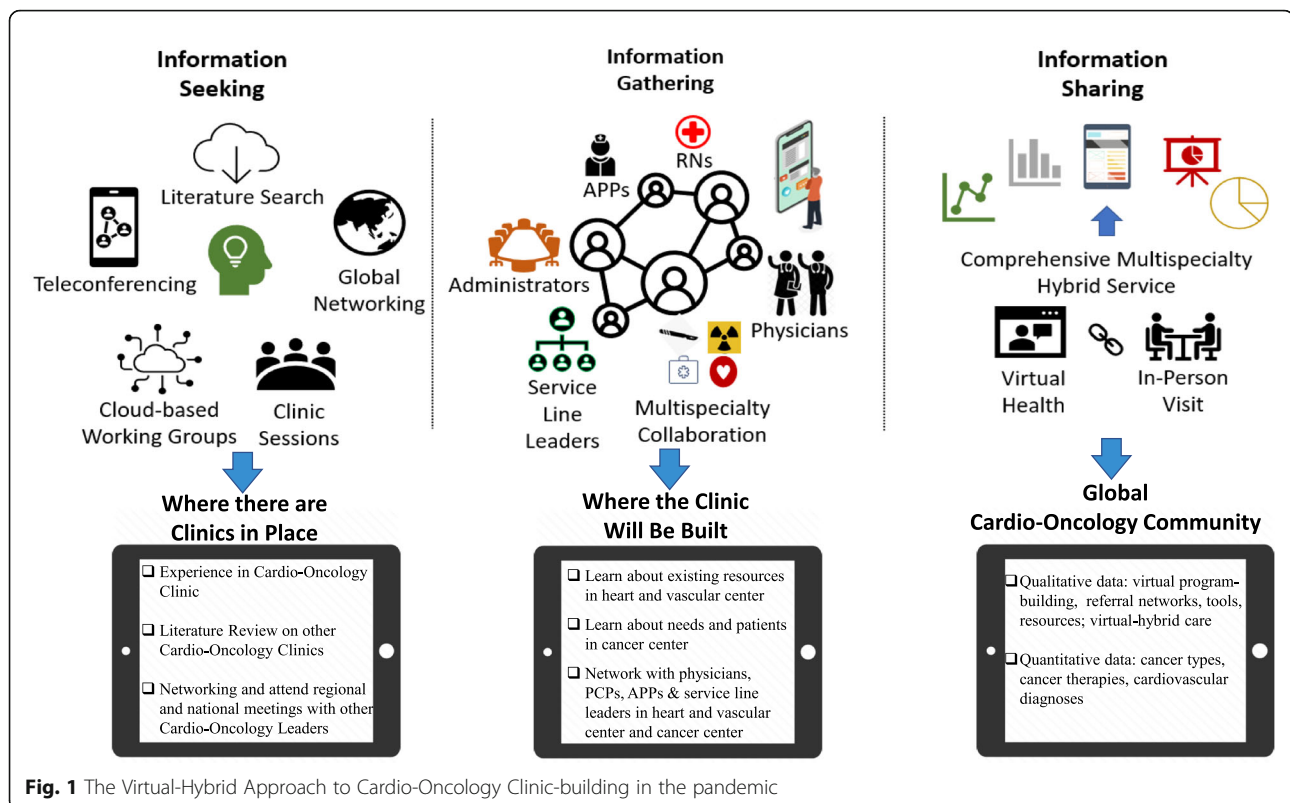 Information
Seeking
Literature Search
Teleconferencing
Global
Networking
Cloud-based
Working Groups
Clinic
Sessions
Where there are
Clinics in Place
❑ Experience in Cardio-Oncology
Clinic
❑ Literature Review on other
Cardio-Oncology Clinics
❑ Networking and attend regional
and national meetings with other
Cardio-Oncology Leaders
Information
Gathering
RNs
APPs
Administrators
Physicians
Service
Line
Leaders
Multispecialty
Collaboration
Where the Clinic
Will Be Built
❑ Learn about existing resources
in heart and vascular center
❑ Learn about needs and patients
in cancer center
❑ Network with physicians,
PCPs, APPs & service line
leaders in heart and vascular
center and cancer center
Information
Sharing
Comprehensive Multispecialty
Hybrid Service
Virtual
Health
In-Person
Visit
Global
Cardio-Oncology Community
❑ Qualitative data: virtual program-
building, referral networks, tools,
resources; virtual-hybrid care
❑ Quantitative data: cancer types,
cancer therapies, cardiovascular
diagnoses
Fig. 1 The Virtual-Hybrid Approach to Cardio-Oncology Clinic-building in the pandemic